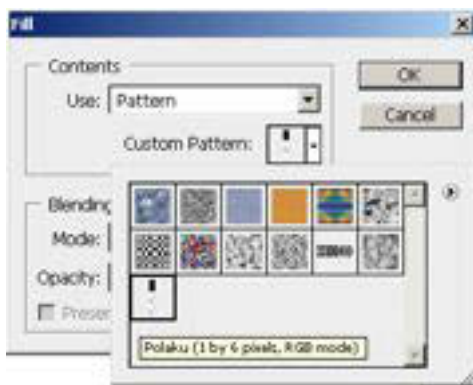 Fill
Contents
Use: Pattern
OK
Cancel
Custom Pattern:
Blending
Mode:
Opacity:
Preser
Polaku (1 by 6 pixels, RGB mode)